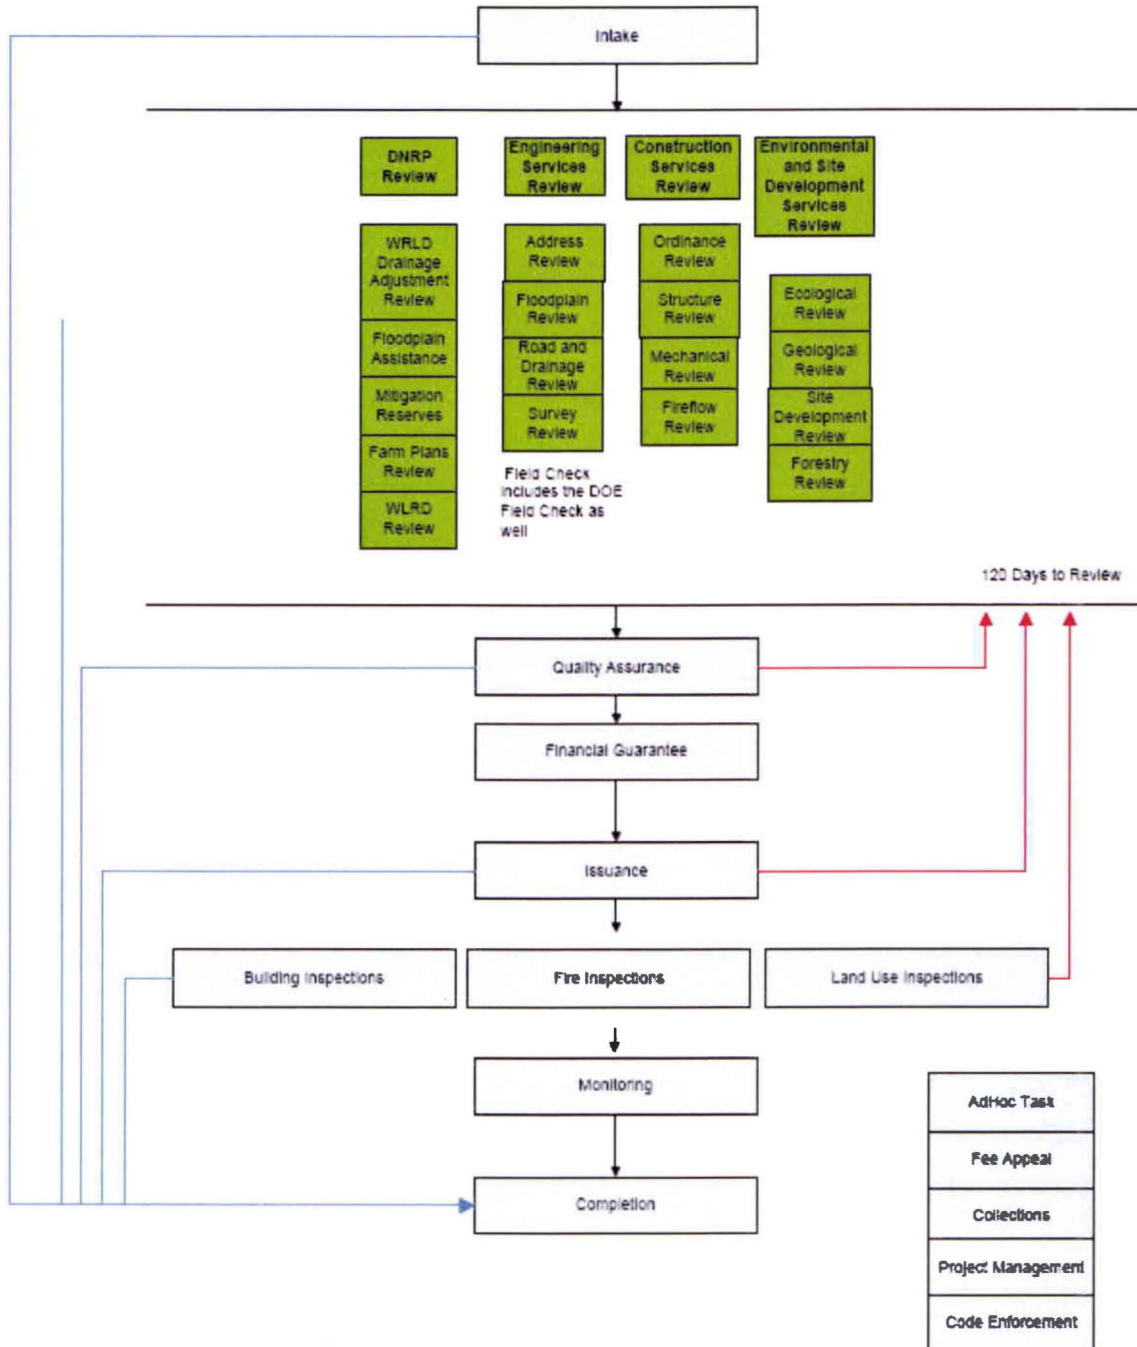 Intake
DNRP
Review
Engineering
Services
Review
Construction
Services
Review
Environmental
and Site
Development
Services
Review
WRLD
Drainage
Adjustment
Review
Floodplain
Assistance
Mitigation
Reserves
Farm Plans
Review
WLRD
Review
Address
Review
Floodplain
Review
Road and
Drainage
Review
Survey
Review
Field Check
includes the DOE
Field Check as
well
Ordinance
Review
Structure
Review
Mechanical
Review
Fireflow
Review
Ecological
Review
Geological
Review
Site
Development
Review
Forestry
Review
120 Days to Review
Quality Assurance
Financial Guarantee
Issuance
Building Inspections
Fire Inspections
Land Use Inspections
Monitoring
Completion
AdHoc Task
Fee Appeal
Collections
Project Management
Code Enforcement